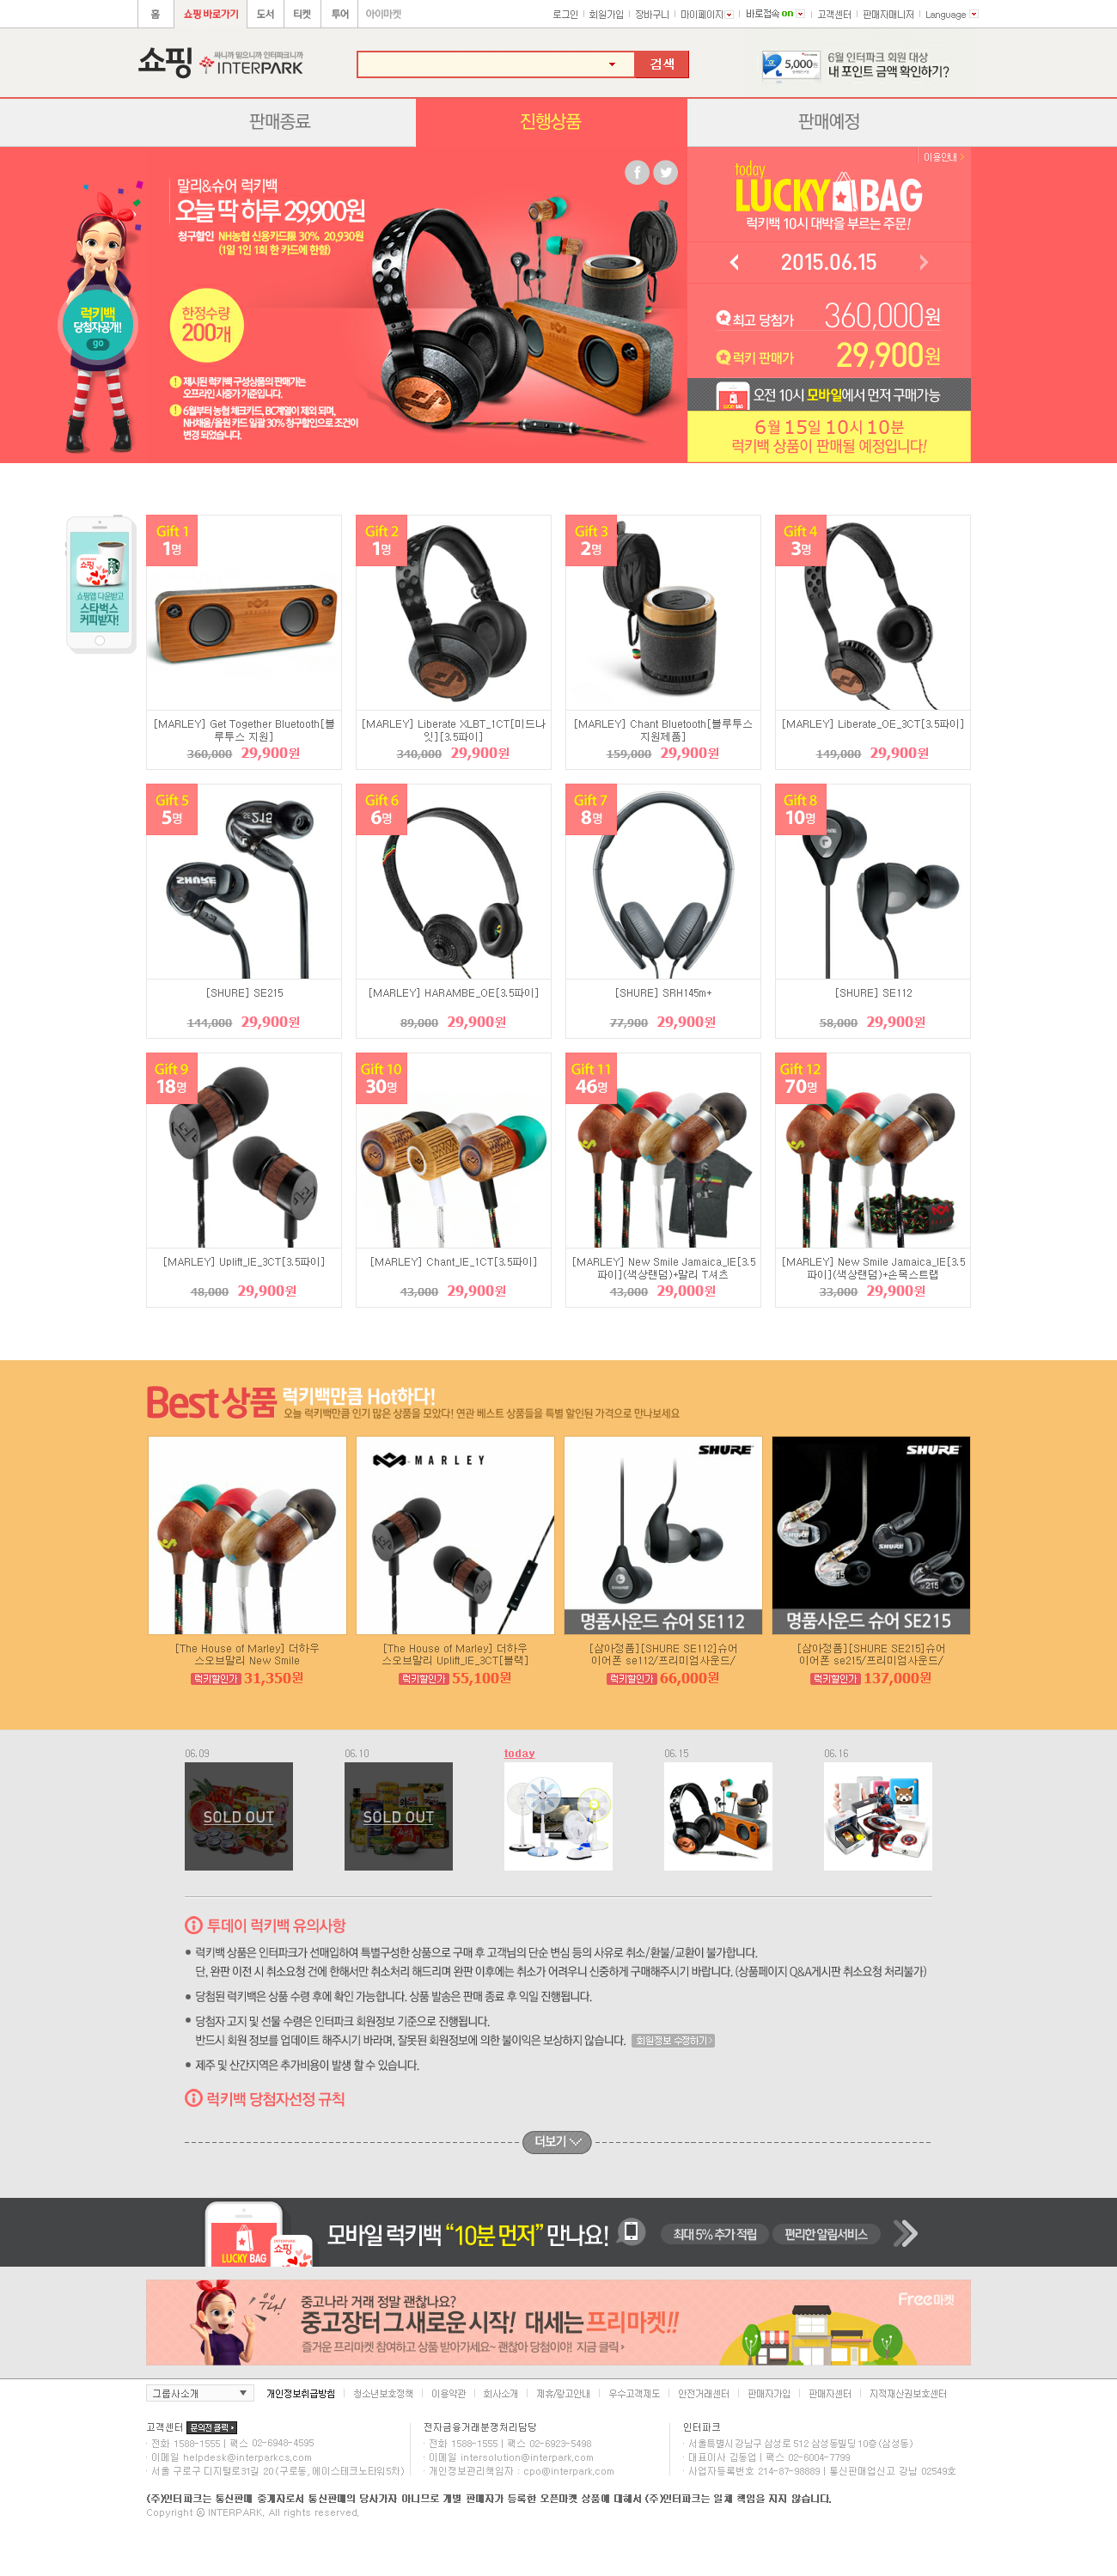 홈 쇼핑 바로가기 도서 티켓 투어 아이마켓
로그인 회원가입 장바구니 마이페이지 바로접속 on 고객센터 판매자매니저 Language
쇼핑 싸니까 믿으니까 인터파크니까 INTERPARK
검색
5,000원
6월 인터파크 회원 대상
내 포인트 금액 확인하기?
판매종료 진행상품 판매예정
이용안내
말리&슈어 럭키백
오늘 딱 하루 29,900원
청구할인 NH농협 신용카드 30% 20,930원
(1일 1인 1회 한 카드에 한함)
한정수량
200개
제시된 럭키백 구성상품의 판매가는
오프라인 시중가 기준입니다.
6월부터 농협 체크카드, BC계열이 제외 되며,
NH채움/올원 카드 일괄 30% 청구할인으로 조건이
변경 되었습니다.
럭키백
당첨자공개!
go
today
LUCKY BAG
럭키백 10시 대박을 부르는 주문!
2015.06.15
최고 당첨가 360,000원
럭키 판매가 29,900원
LUCKY BAG
오전 10시 모바일에서 먼저 구매가능
6월 15일 10시 10분
럭키백 상품이 판매될 예정입니다!
쇼핑
쇼핑앱 다운받고
스타벅스
커피받자!
Gift 1
1명
[MARLEY] Get Together Bluetooth[블
루투스 지원]
360,000 29,900원
Gift 2
1명
[MARLEY] Liberate XLBT_1CT[미드나
잇][3.5파이]
340,000 29,900원
Gift 3
2명
[MARLEY] Chant Bluetooth[블루투스
지원제품]
159,000 29,900원
Gift 4
3명
[MARLEY] Liberate_OE_3CT[3.5파이]
149,000 29,900원
Gift 5
5명
SE215
SHURE
[SHURE] SE215
144,000 29,900원
Gift 6
6명
[MARLEY] HARAMBE_OE[3.5파이]
89,000 29,900원
Gift 7
8명
[SHURE] SRH145m+
77,900 29,900원
Gift 8
10명
[SHURE] SE112
58,000 29,900원
Gift 9
18명
[MARLEY] Uplift_IE_3CT[3.5파이]
48,000 29,900원
Gift 10
30명
[MARLEY] Chant_IE_1CT[3.5파이]
43,000 29,900원
Gift 11
46명
[MARLEY] New Smile Jamaica_IE[3.5
파이](색상랜덤)+말리 T셔츠
43,000 29,000원
Gift 12
70명
[MARLEY] New Smile Jamaica_IE[3.5
파이](색상랜덤)+손목스트랩
33,000 29,900원
Best 상품 럭키백만큼 Hot하다!
오늘 럭키백만큼 인기 많은 상품을 모았다! 연관 베스트 상품들을 특별 할인된 가격으로 만나보세요
[The House of Marley] 더하우
스오브말리 New Smile
럭키할인가 31,350원
MARLEY
[The House of Marley] 더하우
스오브말리 Uplift_IE_3CT[블랙]
럭키할인가 55,100원
SHURE
명품사운드 슈어 SE112
[삼아정품][SHURE SE112]슈어
이어폰 se112/프리미엄사운드/
럭키할인가 66,000원
SHURE
명품사운드 슈어 SE215
[삼아정품][SHURE SE215]슈어
이어폰 se215/프리미엄사운드/
럭키할인가 137,000원
06.09 06.10 today 06.15 06.16
SOLD OUT SOLD OUT
투데이 럭키백 유의사항
럭키백 상품은 인터파크가 선매입하여 특별구성한 상품으로 구매 후 고객님의 단순 변심 등의 사유로 취소/환불/교환이 불가합니다.
단, 완판 이전 시 취소요청 건에 한해서만 취소처리 해드리며 완판 이후에는 취소가 어려우니 신중하게 구매해주시기 바랍니다. (상품페이지 Q&A게시판 취소요청 처리불가)
당첨된 럭키백은 상품 수령 후에 확인 가능합니다. 상품 발송은 판매 종료 후 익일 진행됩니다.
당첨자 고지 및 선물 수령은 인터파크 회원정보 기준으로 진행됩니다.
반드시 회원 정보를 업데이트 해주시기 바라며, 잘못된 회원정보에 의한 불이익은 보상하지 않습니다. 회원정보 수정하기
제주 및 산간지역은 추가비용이 발생 할 수 있습니다.
럭키백 당첨자선정 규칙
더보기
LUCKY BAG 쇼핑
모바일 럭키백 "10분 먼저" 만나요! 최대 5% 추가 적립 편리한 알림서비스
중고나라 거래 정말 괜찮나요?
중고장터 그 새로운 시작! 대세는 프리마켓!!
즐거운 프리마켓 참여하고 상품 받아가세요~ 괜찮아 당첨이야! 지금 클릭
Free마켓
그룹사소개 개인정보취급방침 청소년보호정책 이용약관 회사소개 제휴/광고안내 우수고객제도 안전거래센터 판매자가입 판매자센터 지적재산권보호센터
고객센터 문의전 클릭
전화 1588-1555 | 팩스 02-6948-4595
이메일 helpdesk@interparkcs.com
서울 구로구 디지털로31길 20(구로동, 에이스테크노타워5차)
전자금융거래분쟁처리담당
전화 1588-1555 | 팩스 02-6923-5498
이메일 intersolution@interpark.com
개인정보관리책임자 : cpo@interpark.com
인터파크
서울특별시 강남구 삼성로 512 삼성동빌딩 10층(삼성동)
대표이사 김동업 | 팩스 02-6004-7799
사업자등록번호 214-87-98889 | 통신판매업신고 강남 02549호
(주)인터파크는 통신판매 중개자로서 통신판매의 당사가자 아니므로 개별 판매자가 등록한 오픈마켓 상품에 대해서 (주)인터파크는 일체 책임을 지지 않습니다.
Copyright ⓒ INTERPARK. All rights reserved.